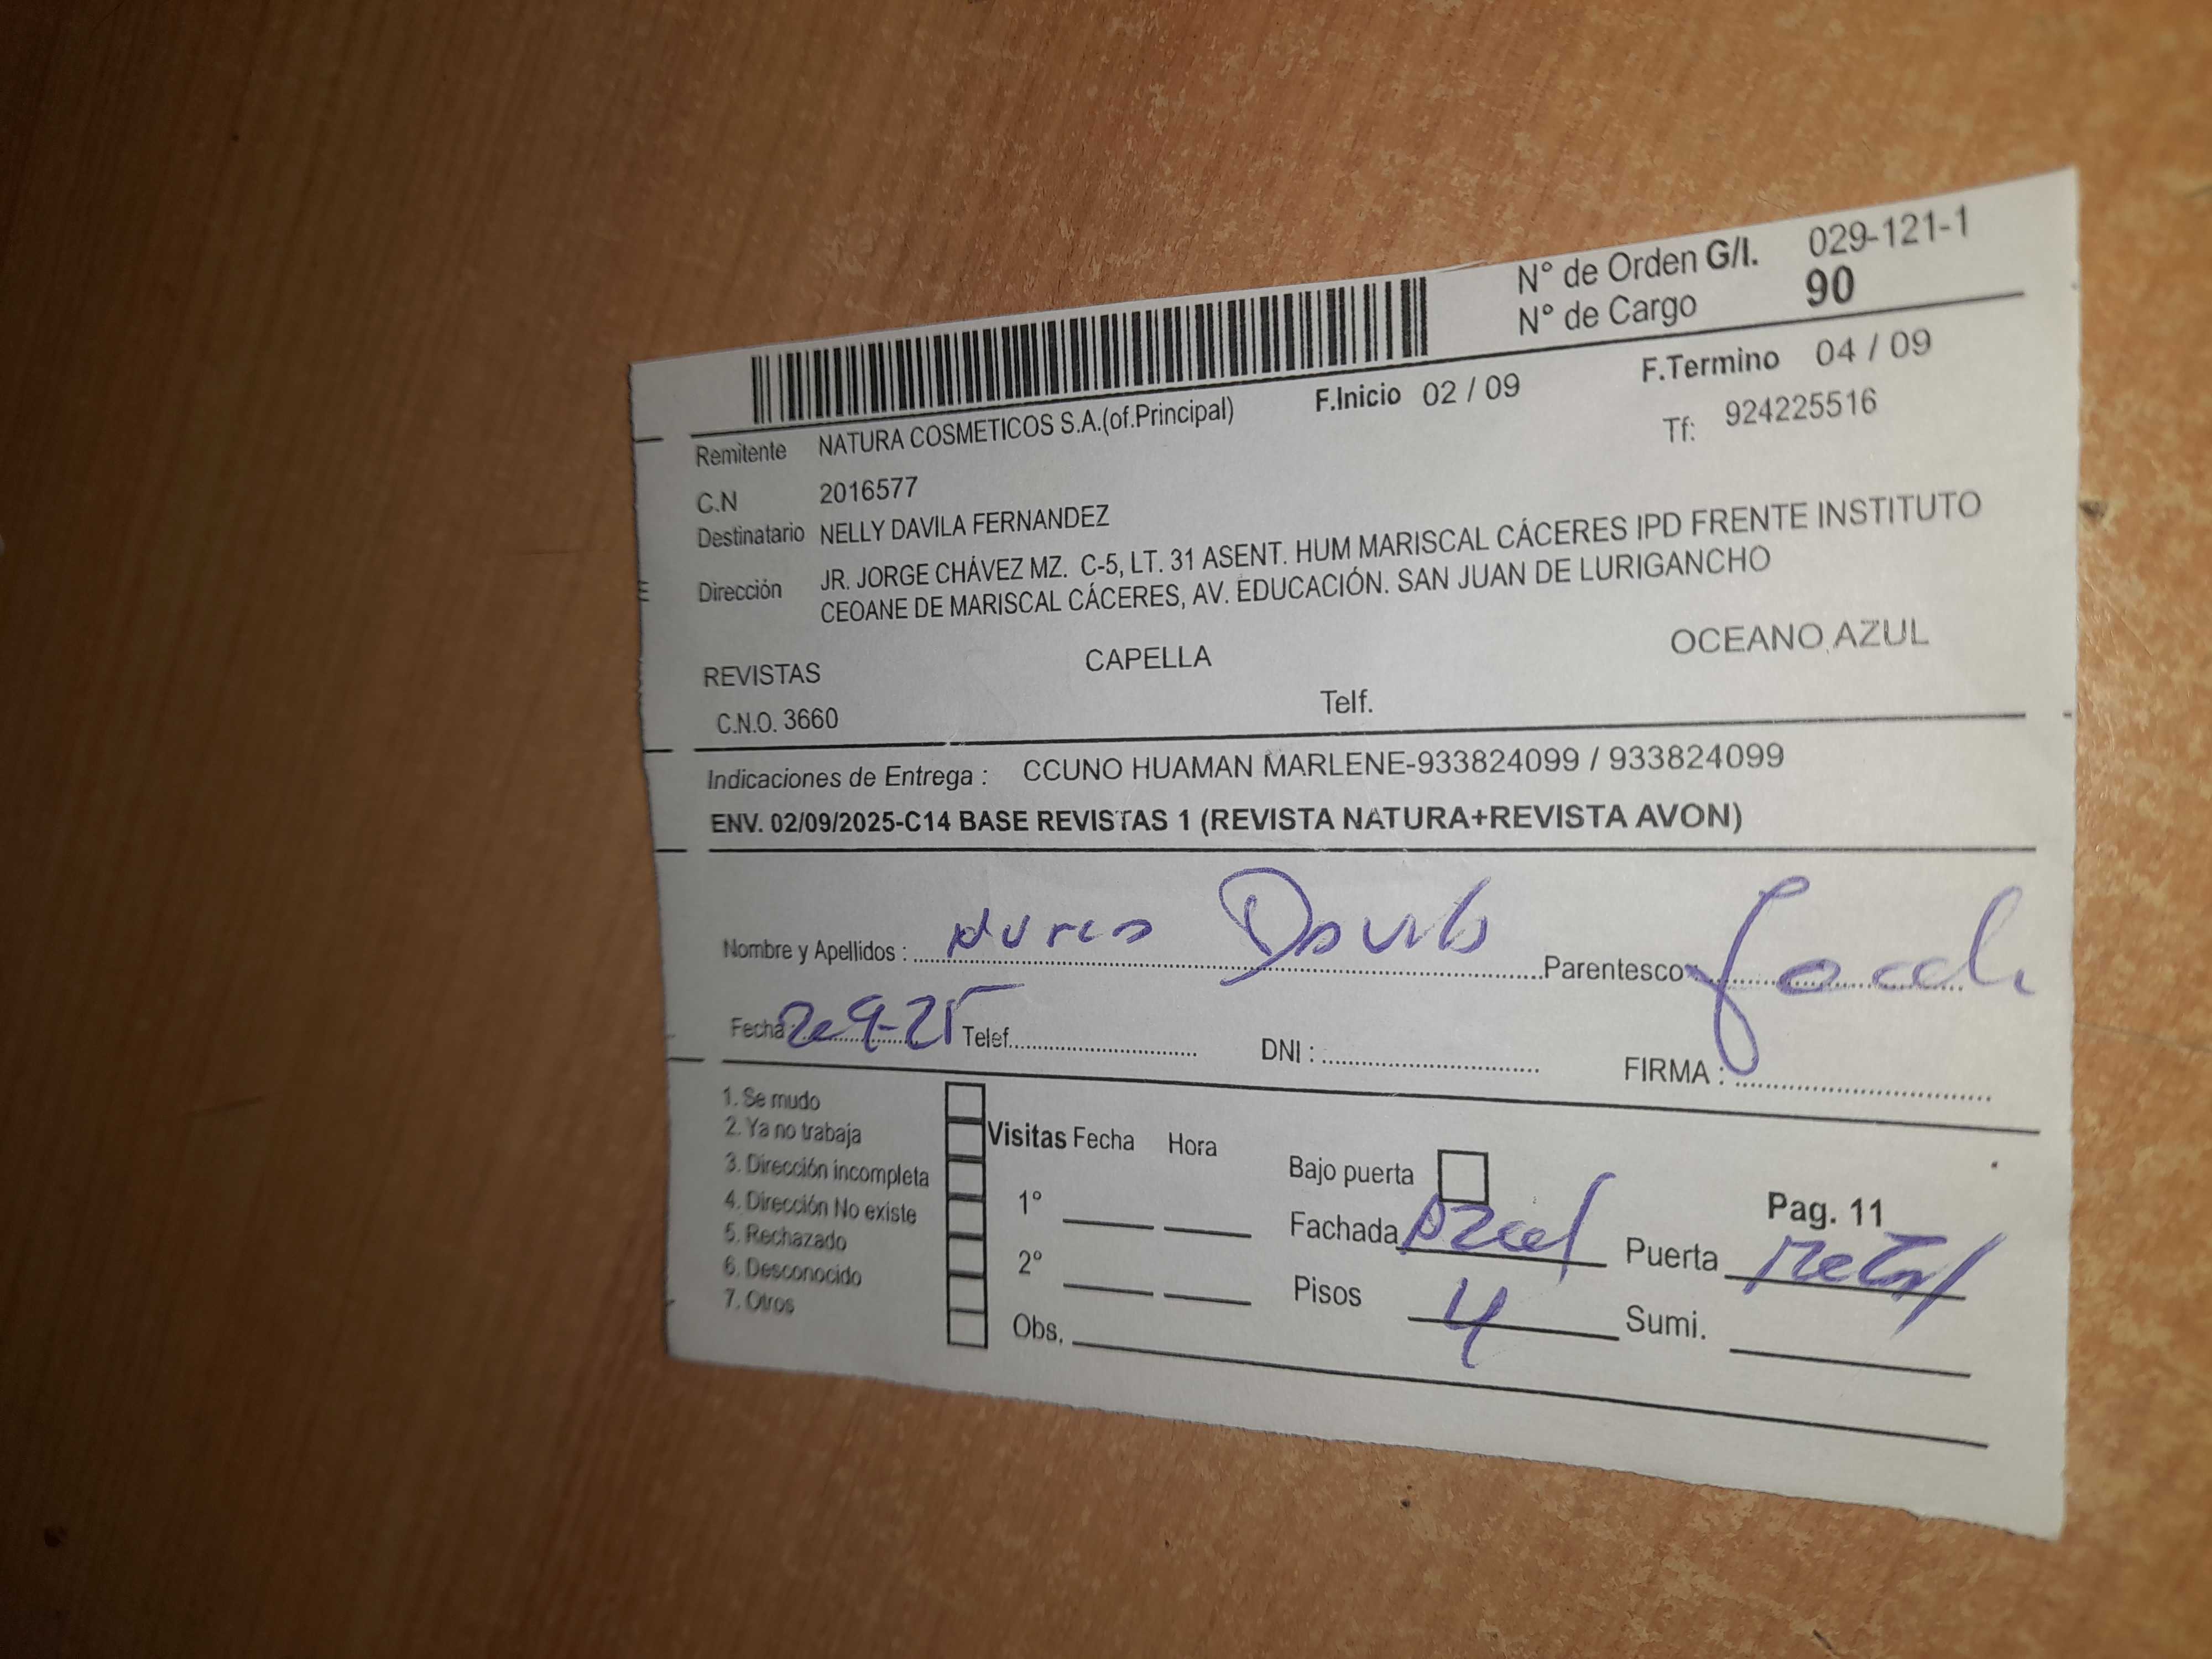 N° de Orden G/I. 029-121-1
N° de Cargo 90
F.Inicio 02 / 09 F.Termino 04 / 09
Remitente NATURA COSMETICOS S.A.(of.Principal) Tf: 924225516
C.N 2016577
Destinatario NELLY DAVILA FERNANDEZ
Dirección JR. JORGE CHÁVEZ MZ. C-5, LT. 31 ASENT. HUM MARISCAL CÁCERES IPD FRENTE INSTITUTO
CEOANE DE MARISCAL CÁCERES, AV. EDUCACIÓN. SAN JUAN DE LURIGANCHO
REVISTAS CAPELLA OCEANO AZUL
C.N.O. 3660 Telf.
Indicaciones de Entrega : CCUNO HUAMAN MARLENE-933824099 / 933824099
ENV. 02/09/2025-C14 BASE REVISTAS 1 (REVISTA NATURA+REVISTA AVON)
Nombre y Apellidos : Davila Parentesco:
Fecha: 2-9-25 Telef. DNI : FIRMA :
1. Se mudo
2. Ya no trabaja
3. Dirección incompleta
4. Dirección No existe
5. Rechazado
6. Desconocido
7. Otros
Visitas Fecha Hora
1°
2°
Obs.
Bajo puerta Pag. 11
Fachada Azul Puerta Metal
Pisos 4 Sumi.